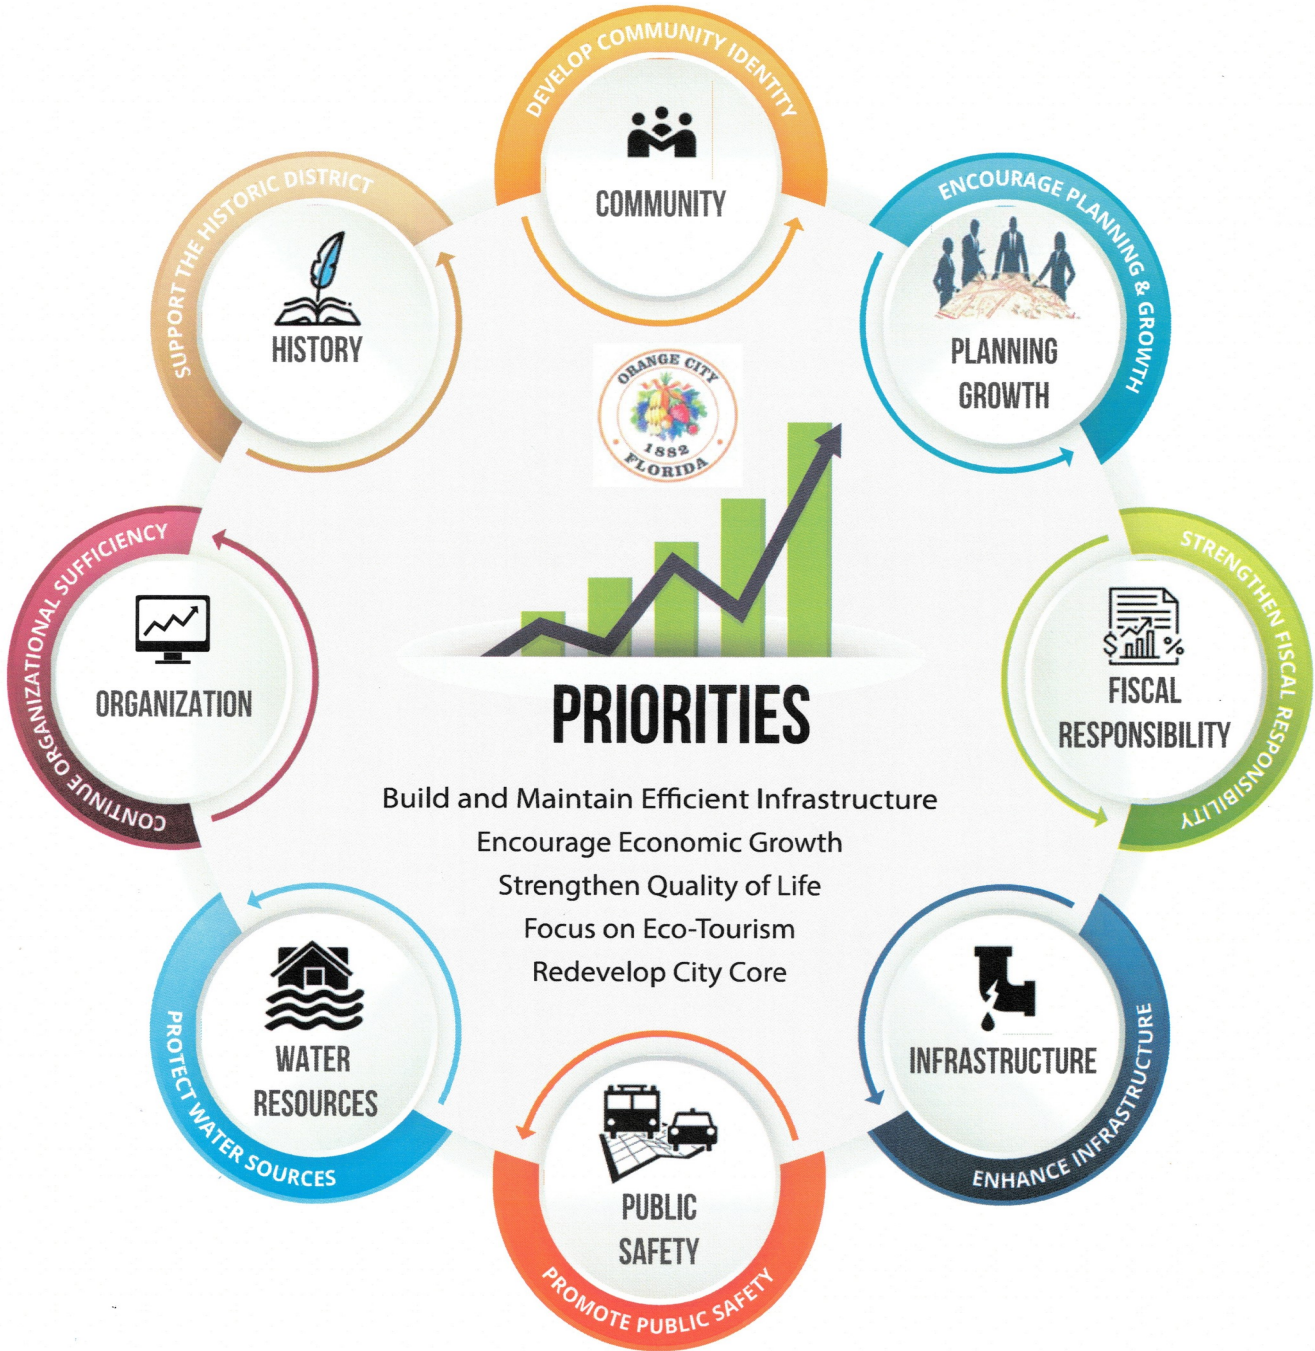 DEVELOP COMMUNITY IDENTITY
COMMUNITY
ENCOURAGE PLANNING & GROWTH
PLANNING
GROWTH
STRENGTHEN FISCAL RESPONSIBILITY
$ %
FISCAL
RESPONSIBILITY
ENHANCE INFRASTRUCTURE
INFRASTRUCTURE
PROMOTE PUBLIC SAFETY
PUBLIC
SAFETY
PROTECT WATER SOURCES
WATER
RESOURCES
CONTINUE ORGANIZATIONAL SUFFICIENCY
ORGANIZATION
SUPPORT THE HISTORIC DISTRICT
HISTORY
ORANGE CITY
1882
FLORIDA
PRIORITIES
Build and Maintain Efficient Infrastructure
Encourage Economic Growth
Strengthen Quality of Life
Focus on Eco-Tourism
Redevelop City Core